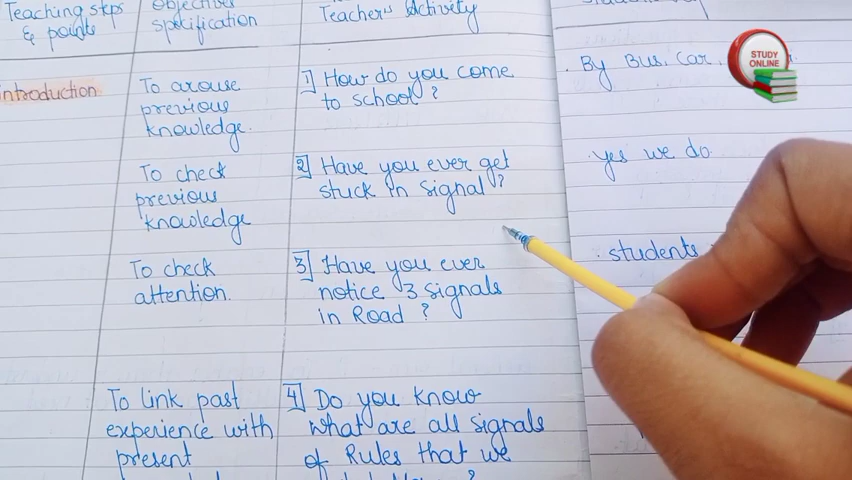 Teaching steps
& points
Objectives
specification
Teacher's Activity
introduction
To arouse
previous
knowledge.
1] How do you come
to school ?
By Bus, Car,
To check
previous
knowledge
2] Have you ever get
stuck in signal ?
yes we do.
To check
attention.
3] Have you ever
notice 3 signals
in Road ?
students
To link past
experience with
present
4] Do you know
what are all signals
of Rules that we
STUDY
ONLINE